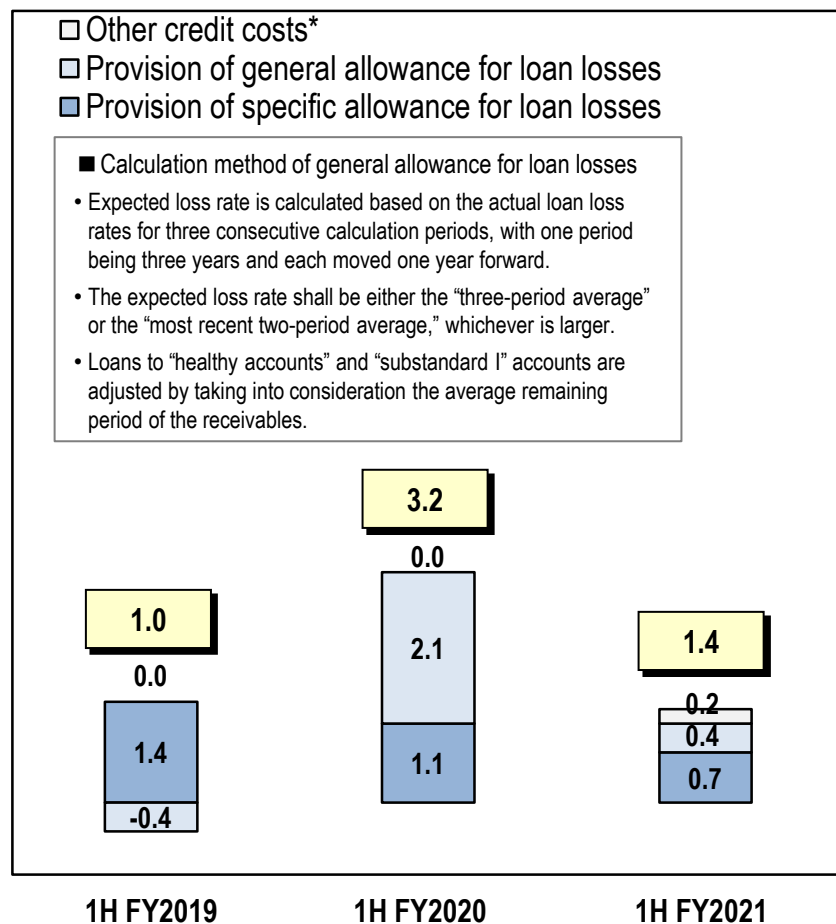 Other credit costs*
Provision of general allowance for loan losses
Provision of specific allowance for loan losses
■ Calculation method of general allowance for loan losses
• Expected loss rate is calculated based on the actual loan loss
rates for three consecutive calculation periods, with one period
being three years and each moved one year forward.
• The expected loss rate shall be either the “three-period average”
or the “most recent two-period average,” whichever is larger.
• Loans to “healthy accounts” and “substandard I” accounts are
adjusted by taking into consideration the average remaining
period of the receivables.
1.0
0.0
1.4
-0.4
3.2
0.0
2.1
1.1
1.4
0.2
0.4
0.7
1H FY2019
1H FY2020
1H FY2021